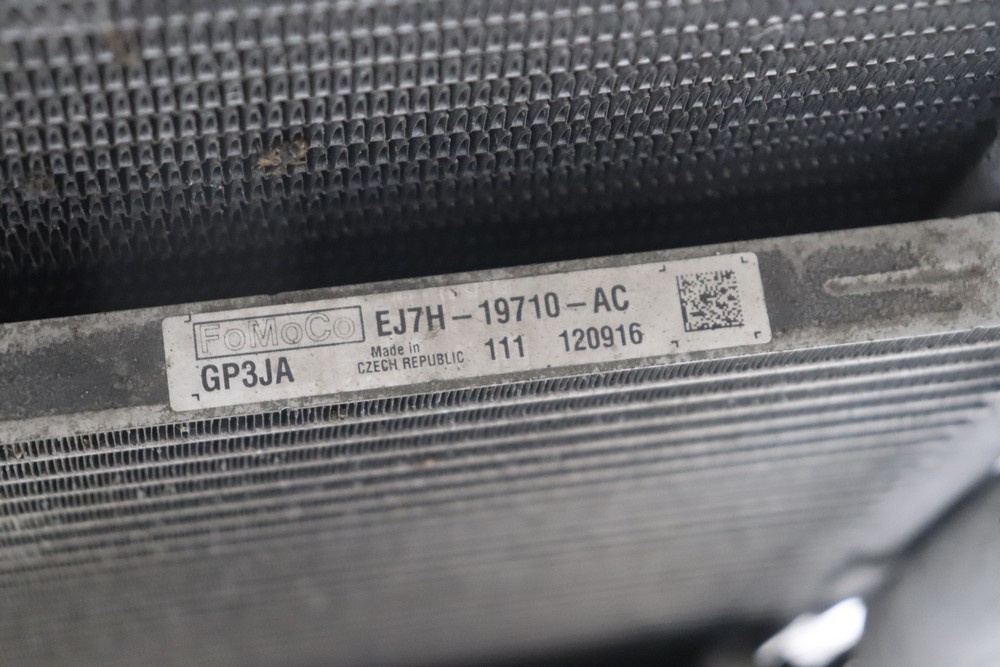 FoMoCo EJ7H-19710-AC
GP3JA Made in CZECH REPUBLIC 111 120916